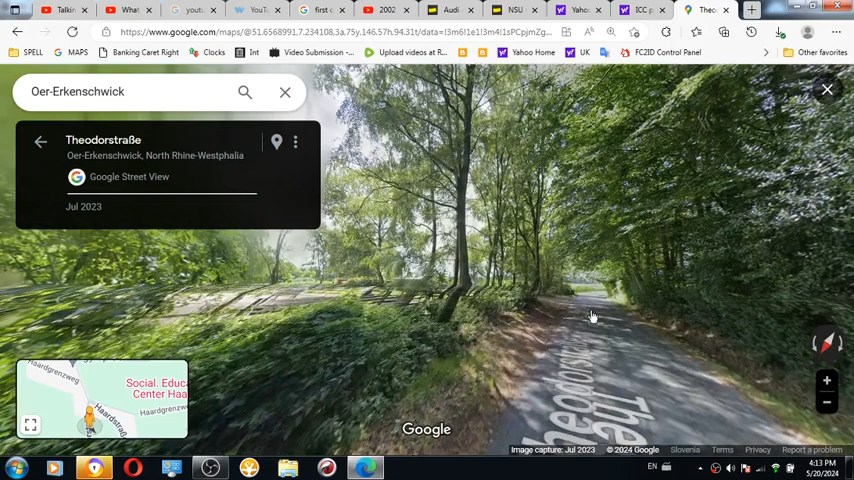 Talkin
What
youtu
YouT
first c
2002
Audi
NSU
Yaho
ICC p
Theo
https://www.google.com/maps/@51.6568991,7.234108,3a,75y,146.57h,94.31t/data=!3m6!1e1!3m4!1sPCpjmZg...
SPELL
MAPS
Banking Caret Right
Clocks
Int
Video Submission -...
Upload videos at R...
Yahoo Home
UK
FC2ID Control Panel
Other favorites
Oer-Erkenschwick
Theodorstraße
Oer-Erkenschwick, North Rhine-Westphalia
Google Street View
Jul 2023
Social. Educa
Center Haa
Haardgrenzweg
Haardstraß
Haardgrenzw
Google
Image capture: Jul 2023 © 2024 Google Slovenia Terms Privacy Report a problem
EN
4:13 PM
5/20/2024